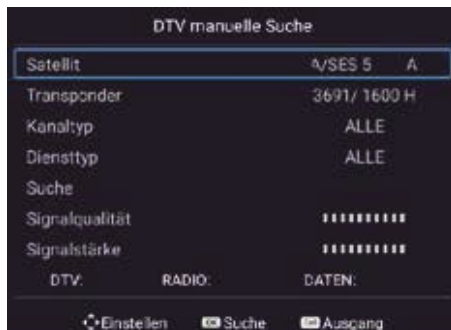 DTV manuelle Suche
Satellit A/SES 5 A
Transponder 3691/ 1600 H
Kanaltyp ALLE
Diensttyp ALLE
Suche
Signalqualität
Signalstärke
DTV: RADIO: DATEN:
Einstellen Suche Ausgang